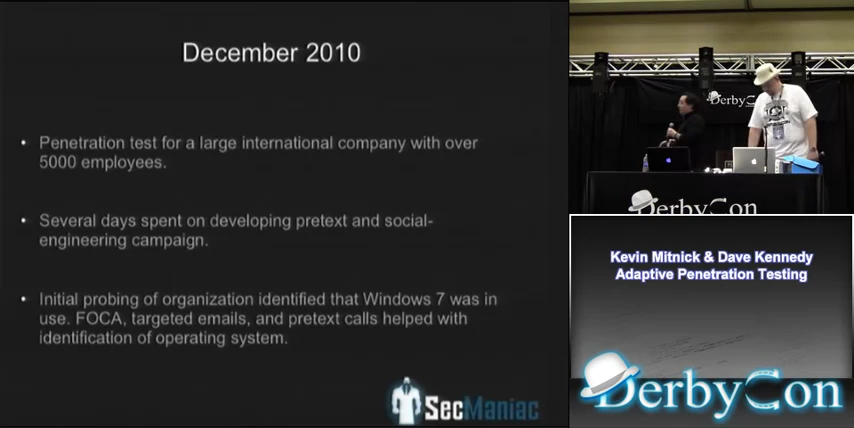 December 2010
• Penetration test for a large international company with over
5000 employees.
• Several days spent on developing pretext and social-
engineering campaign.
• Initial probing of organization identified that Windows 7 was in
use. FOCA, targeted emails, and pretext calls helped with
identification of operating system.
SecManiac
DerbyCon
DerbyCon
Kevin Mitnick & Dave Kennedy
Adaptive Penetration Testing
DerbyCon